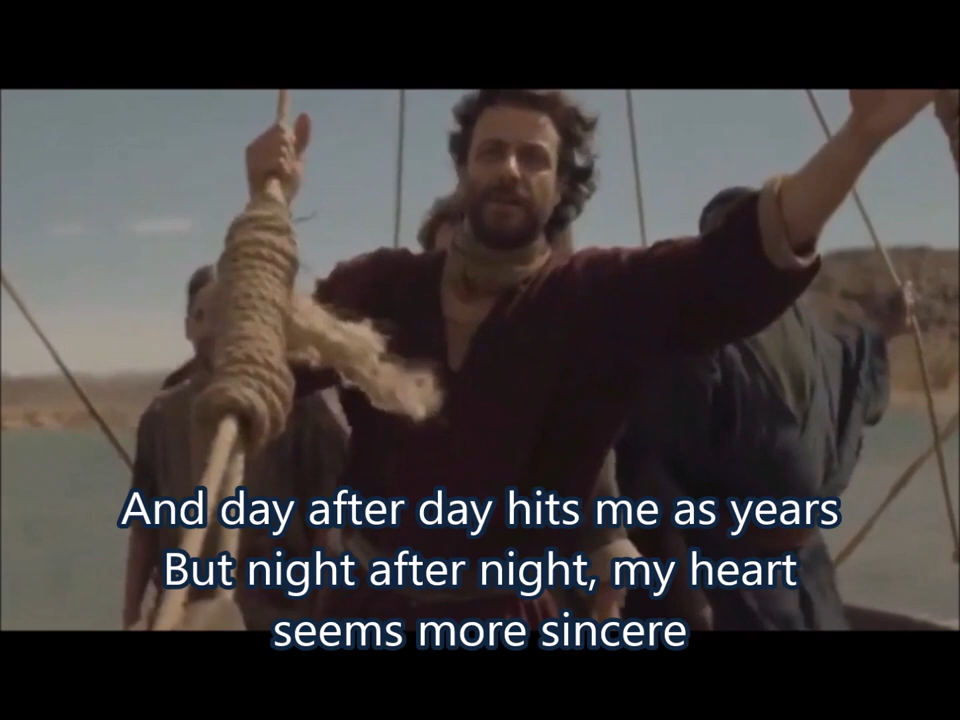 And day after day hits me as years
But night after night, my heart
seems more sincere